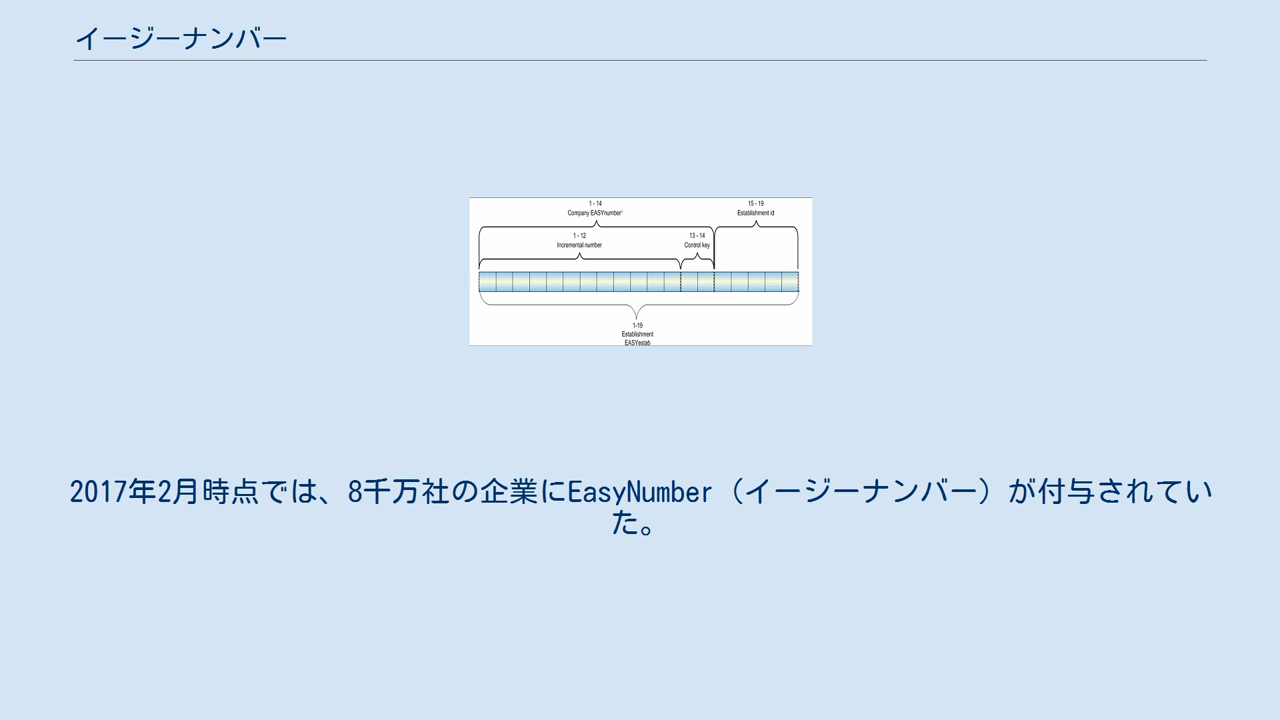 イージーナンバー
1 - 14
Company EASYnumber'
15 - 19
Establishment id
1 - 12
Incremental number
13 - 14
Control key
1-19
Establishment
EASYestab
2017年2月時点では、8千万社の企業にEasyNumber（イージーナンバー）が付与されてい
た。